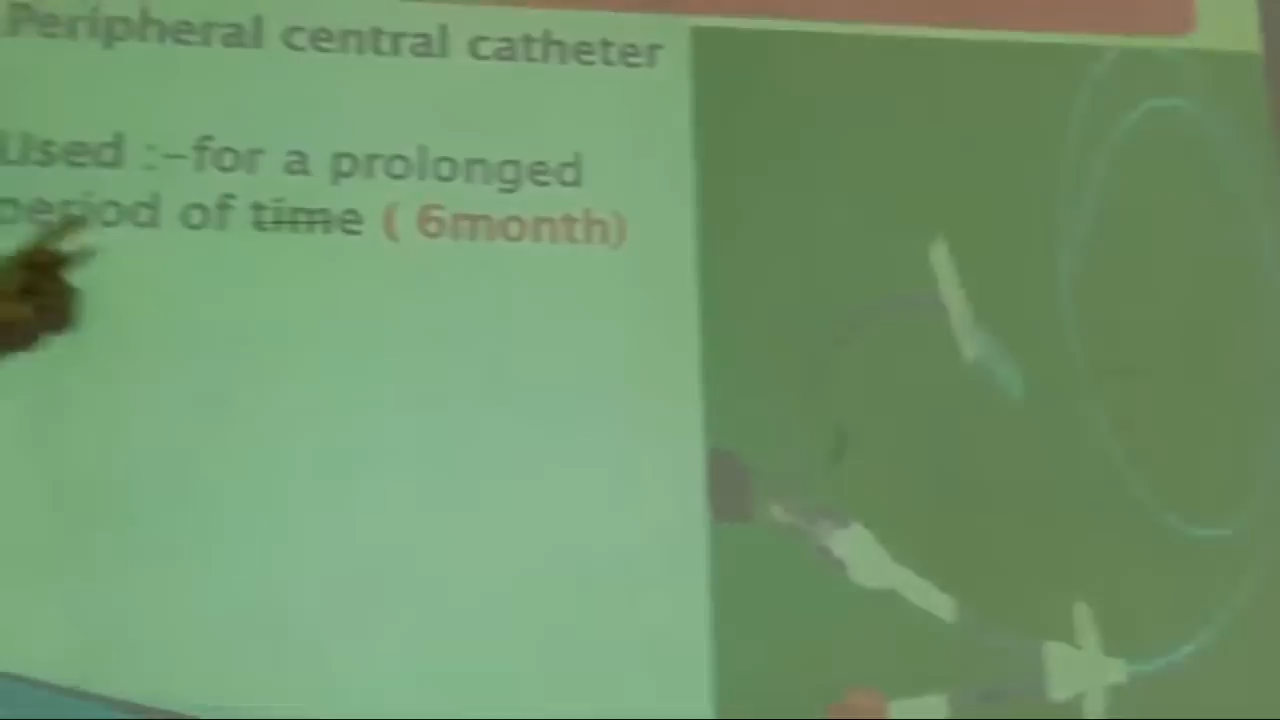 Peripheral central catheter
Used :-for a prolonged
period of time ( 6month)